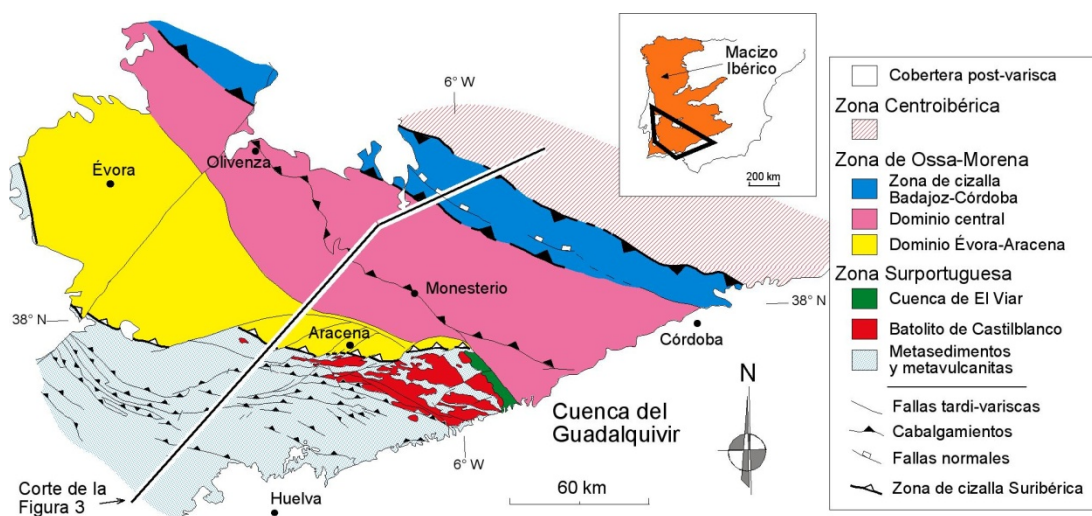 6° W
Macizo
Ibérico
200 km
Olivenza
Évora
Monesterio
38° N
Córdoba
38° N
Aracena
N
Cuenca del
Guadalquivir
6° W
Corte de la
Figura 3
Huelva
60 km
Cobertera post-varisca
Zona Centroibérica
Zona de Ossa-Morena
Zona de cizalla
Badajoz-Córdoba
Dominio central
Dominio Évora-Aracena
Zona Surportuguesa
Cuenca de El Viar
Batolito de Castilblanco
Metasedimentos
y metavulcanitas
Fallas tardi-variscas
Cabalgamientos
Fallas normales
Zona de cizalla Suribérica